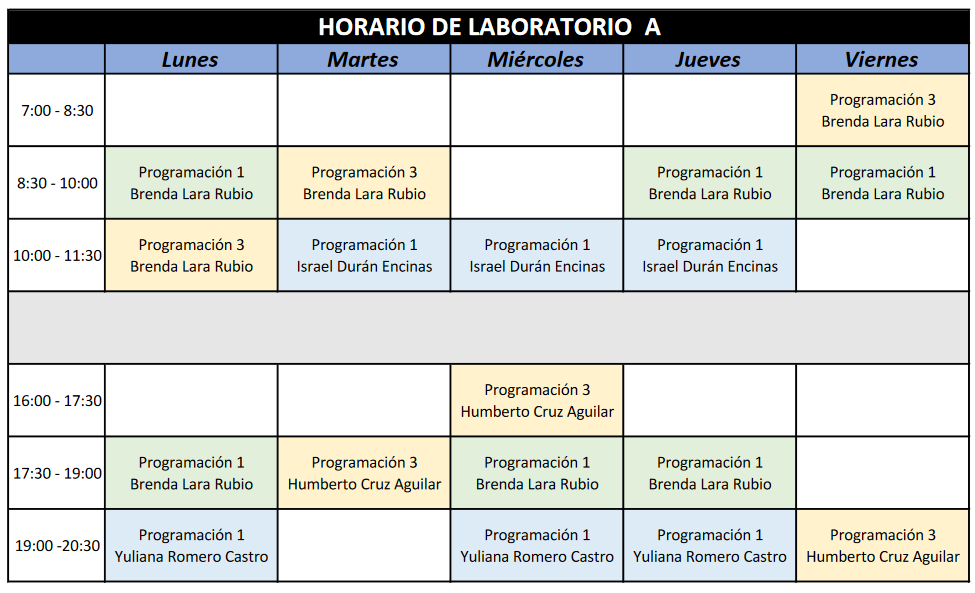 HORARIO DE LABORATORIO A
Lunes Martes Miércoles Jueves Viernes
7:00 - 8:30
Programación 3
Brenda Lara Rubio
8:30 - 10:00
Programación 1
Brenda Lara Rubio
Programación 3
Brenda Lara Rubio
Programación 1
Brenda Lara Rubio
Programación 1
Brenda Lara Rubio
10:00 - 11:30
Programación 3
Brenda Lara Rubio
Programación 1
Israel Durán Encinas
Programación 1
Israel Durán Encinas
Programación 1
Israel Durán Encinas
16:00 - 17:30
Programación 3
Humberto Cruz Aguilar
17:30 - 19:00
Programación 1
Brenda Lara Rubio
Programación 3
Humberto Cruz Aguilar
Programación 1
Brenda Lara Rubio
Programación 1
Brenda Lara Rubio
19:00 -20:30
Programación 1
Yuliana Romero Castro
Programación 1
Yuliana Romero Castro
Programación 1
Yuliana Romero Castro
Programación 3
Humberto Cruz Aguilar